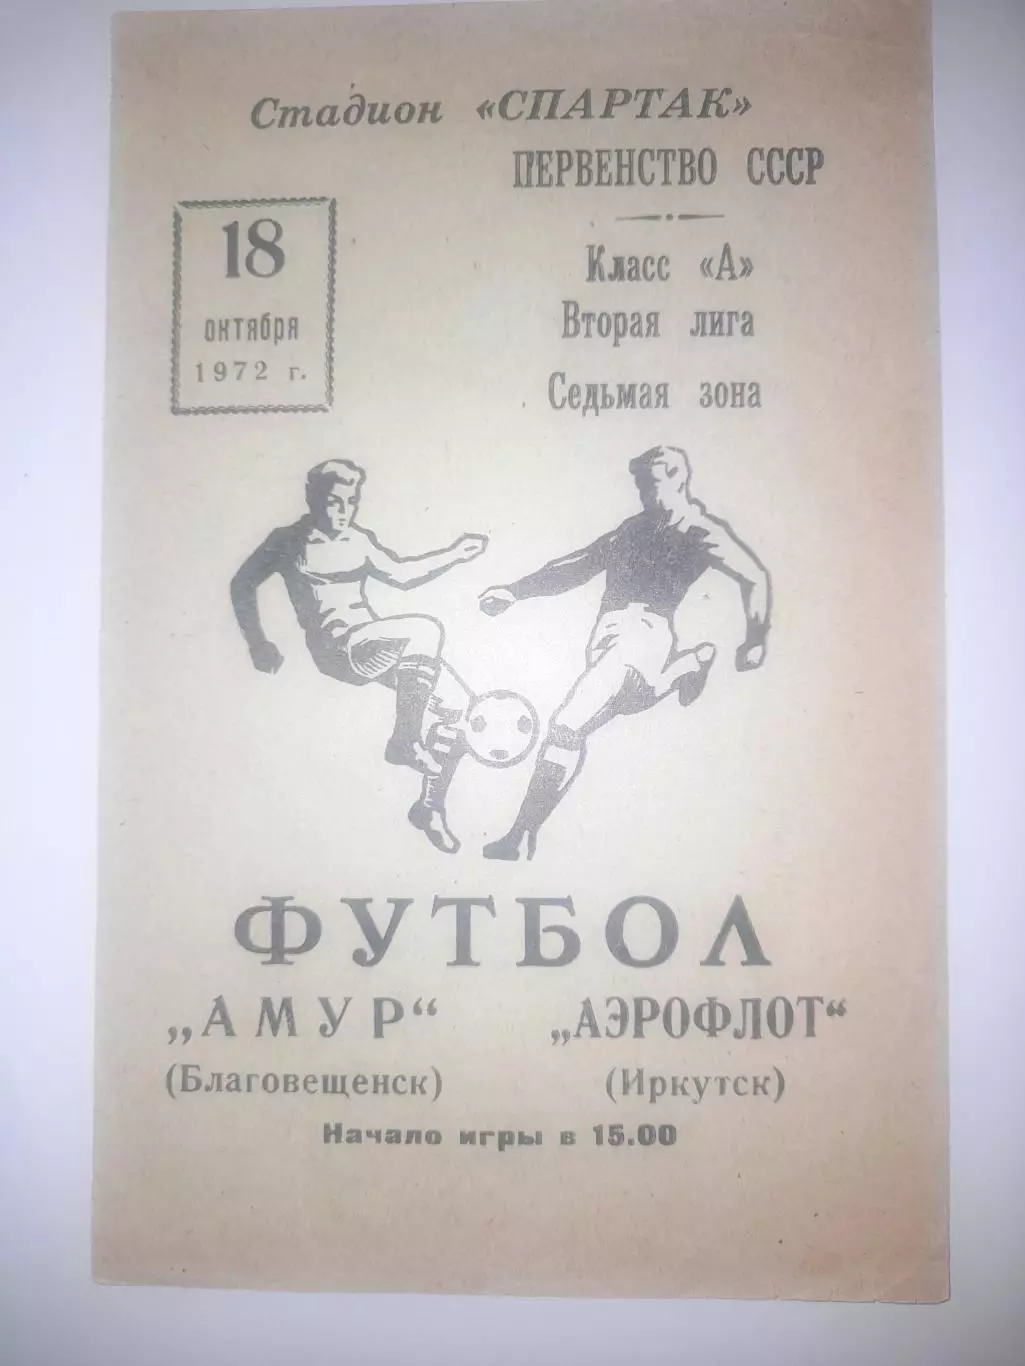 Стадион «СПАРТАК»
ПЕРВЕНСТВО СССР
18
октября
1972 г.
Класс «А»
Вторая лига
Седьмая зона
ФУТБОЛ
„АМУР“
(Благовещенск)
„АЭРОФЛОТ“
(Иркутск)
Начало игры в 15.00